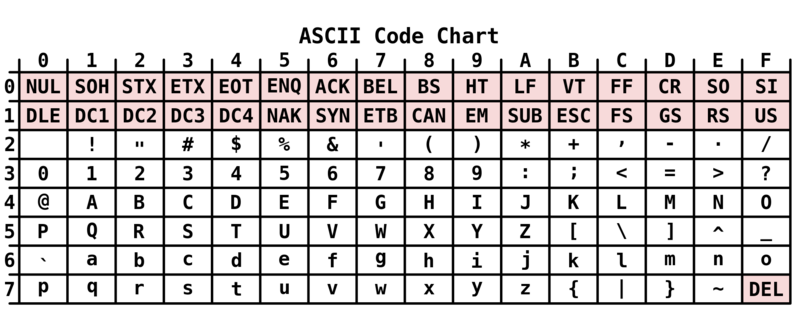 ASCII Code Chart
0 1 2 3 4 5 6 7 8 9 A B C D E F
0 NUL SOH STX ETX EOT ENQ ACK BEL BS HT LF VT FF CR SO SI
1 DLE DC1 DC2 DC3 DC4 NAK SYN ETB CAN EM SUB ESC FS GS RS US
2 ! " # $ % & ' ( ) * + , - . /
3 0 1 2 3 4 5 6 7 8 9 : ; < = > ?
4 @ A B C D E F G H I J K L M N O
5 P Q R S T U V W X Y Z [ \ ] ^ _
6 ` a b c d e f g h i j k l m n o
7 p q r s t u v w x y z { | } ~ DEL